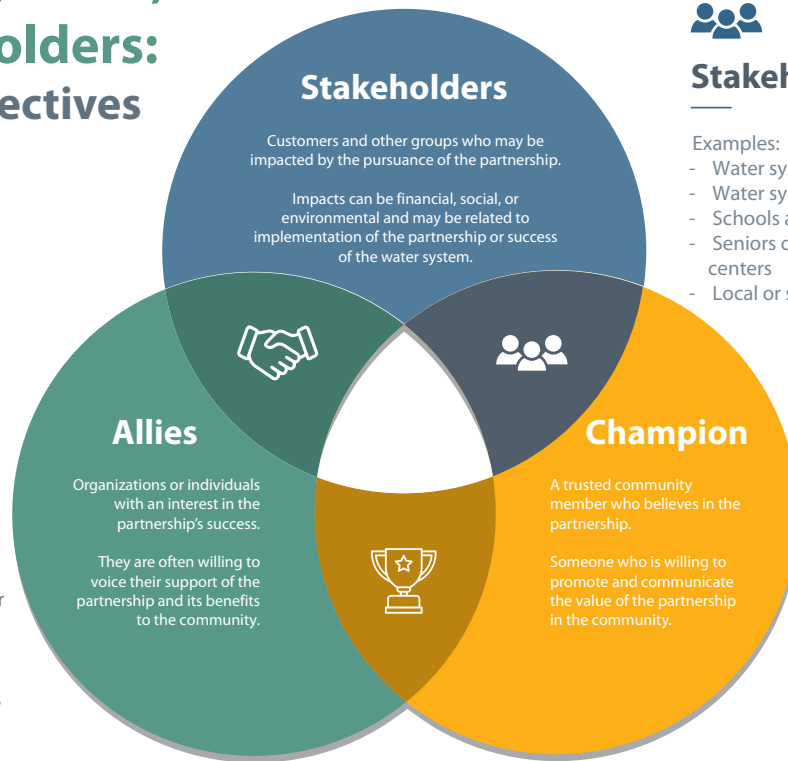 olders:
ectives
Stakeholders
Customers and other groups who may be
impacted by the pursuance of the partnership.
Impacts can be financial, social, or
environmental and may be related to
implementation of the partnership or success
of the water system.
Stakeh
Examples:
- Water sy
- Water sy
- Schools a
- Seniors c
centers
- Local or s
Allies
Organizations or individuals
with an interest in the
partnership's success.
They are often willing to
voice their support of the
partnership and its benefits
to the community.
Champion
A trusted community
member who believes in the
partnership.
Someone who is willing to
promote and communicate
the value of the partnership
in the community.
r
s